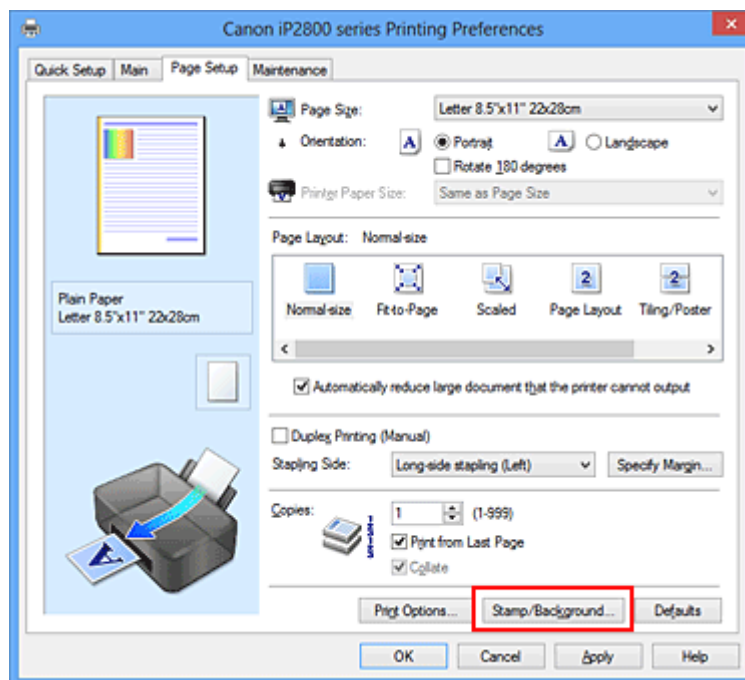 Canon iP2800 series Printing Preferences
Quick Setup Main Page Setup Maintenance
Page Size: Letter 8.5"x11" 22x28cm
Orientation: A Portrait A Landscape
Rotate 180 degrees
Printer Paper Size: Same as Page Size
Page Layout: Normal-size
Normal-size Fit-to-Page Scaled 2 Page Layout 2 Tiling/Poster
Plain Paper
Letter 8.5"x11" 22x28cm
Automatically reduce large document that the printer cannot output
Duplex Printing (Manual)
Stapling Side: Long-side stapling (Left) Specify Margin...
Copies: 1 (1-999)
Print from Last Page
Collate
A
Print Options... Stamp/Background... Defaults
OK Cancel Apply Help